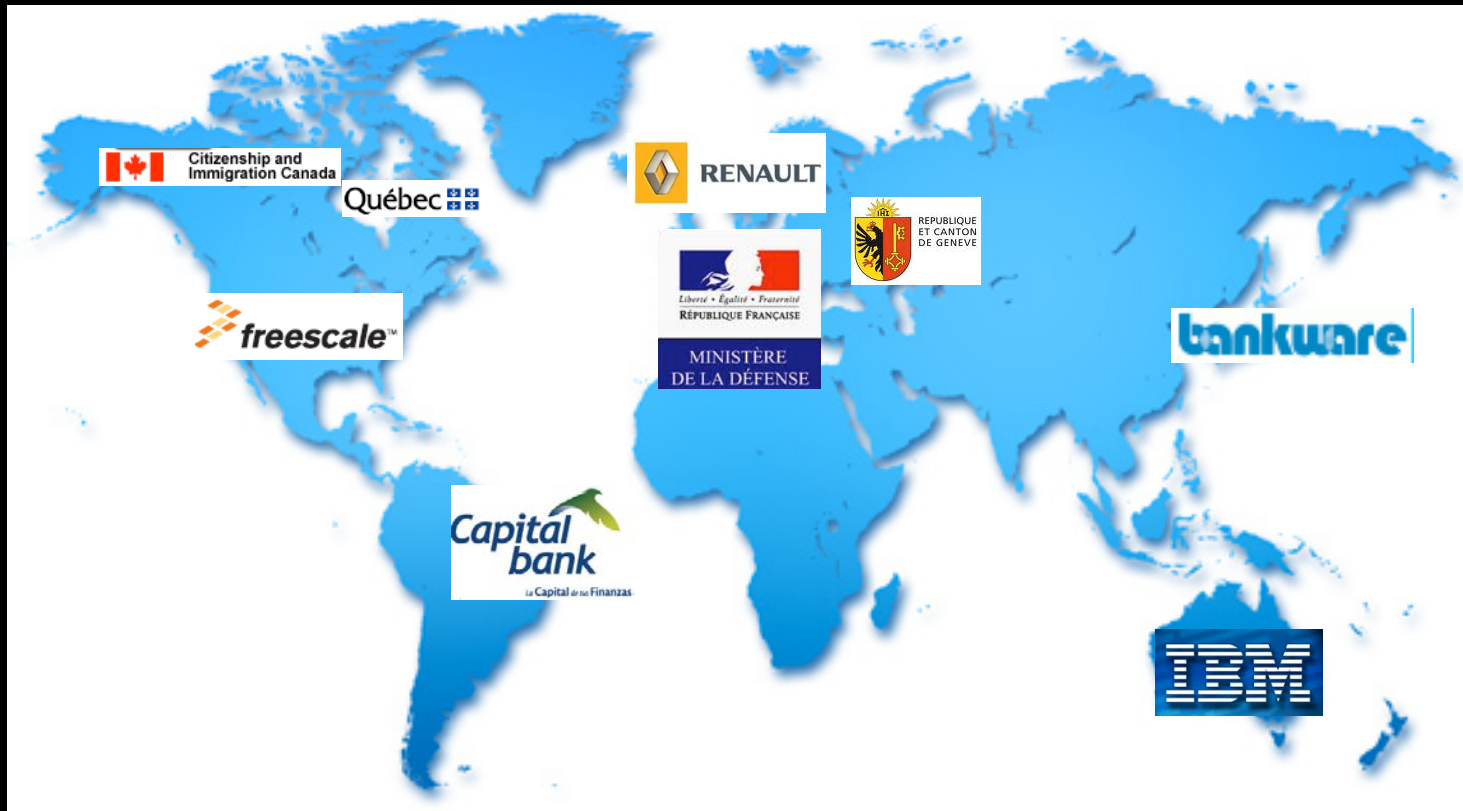 Citizenship and
Immigration Canada
Québec
RENAULT
IHΣ
REPUBLIQUE
ET CANTON
DE GENEVE
Liberté • Égalité • Fraternité
RÉPUBLIQUE FRANÇAISE
MINISTÈRE
DE LA DÉFENSE
freescale™
bankware
Capital
bank
La Capital de tus Finanzas
IBM